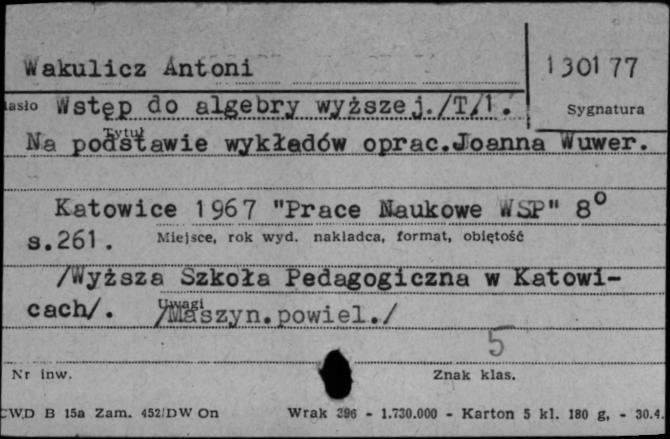 Wakulicz Antoni
130177
Wstęp do algebry wyższej./T/1.
Sygnatura
Tytuł
Na podstawie wykładów oprac.Joanna Wuwer.
Katowice 1967 "Prace Naukowe WSP" 8°
s.261. Miejsce, rok wyd. nakładca, format, objętość
/Wyższa Szkoła Pedagogiczna w Katowi-
cach/. Uwagi /Maszyn.powiel./
5
Nr inw. Znak klas.
CWD B 15a Zam. 452/DW On Wrak 396 - 1.730.000 - Karton 5 kl. 180 g, - 30.4.